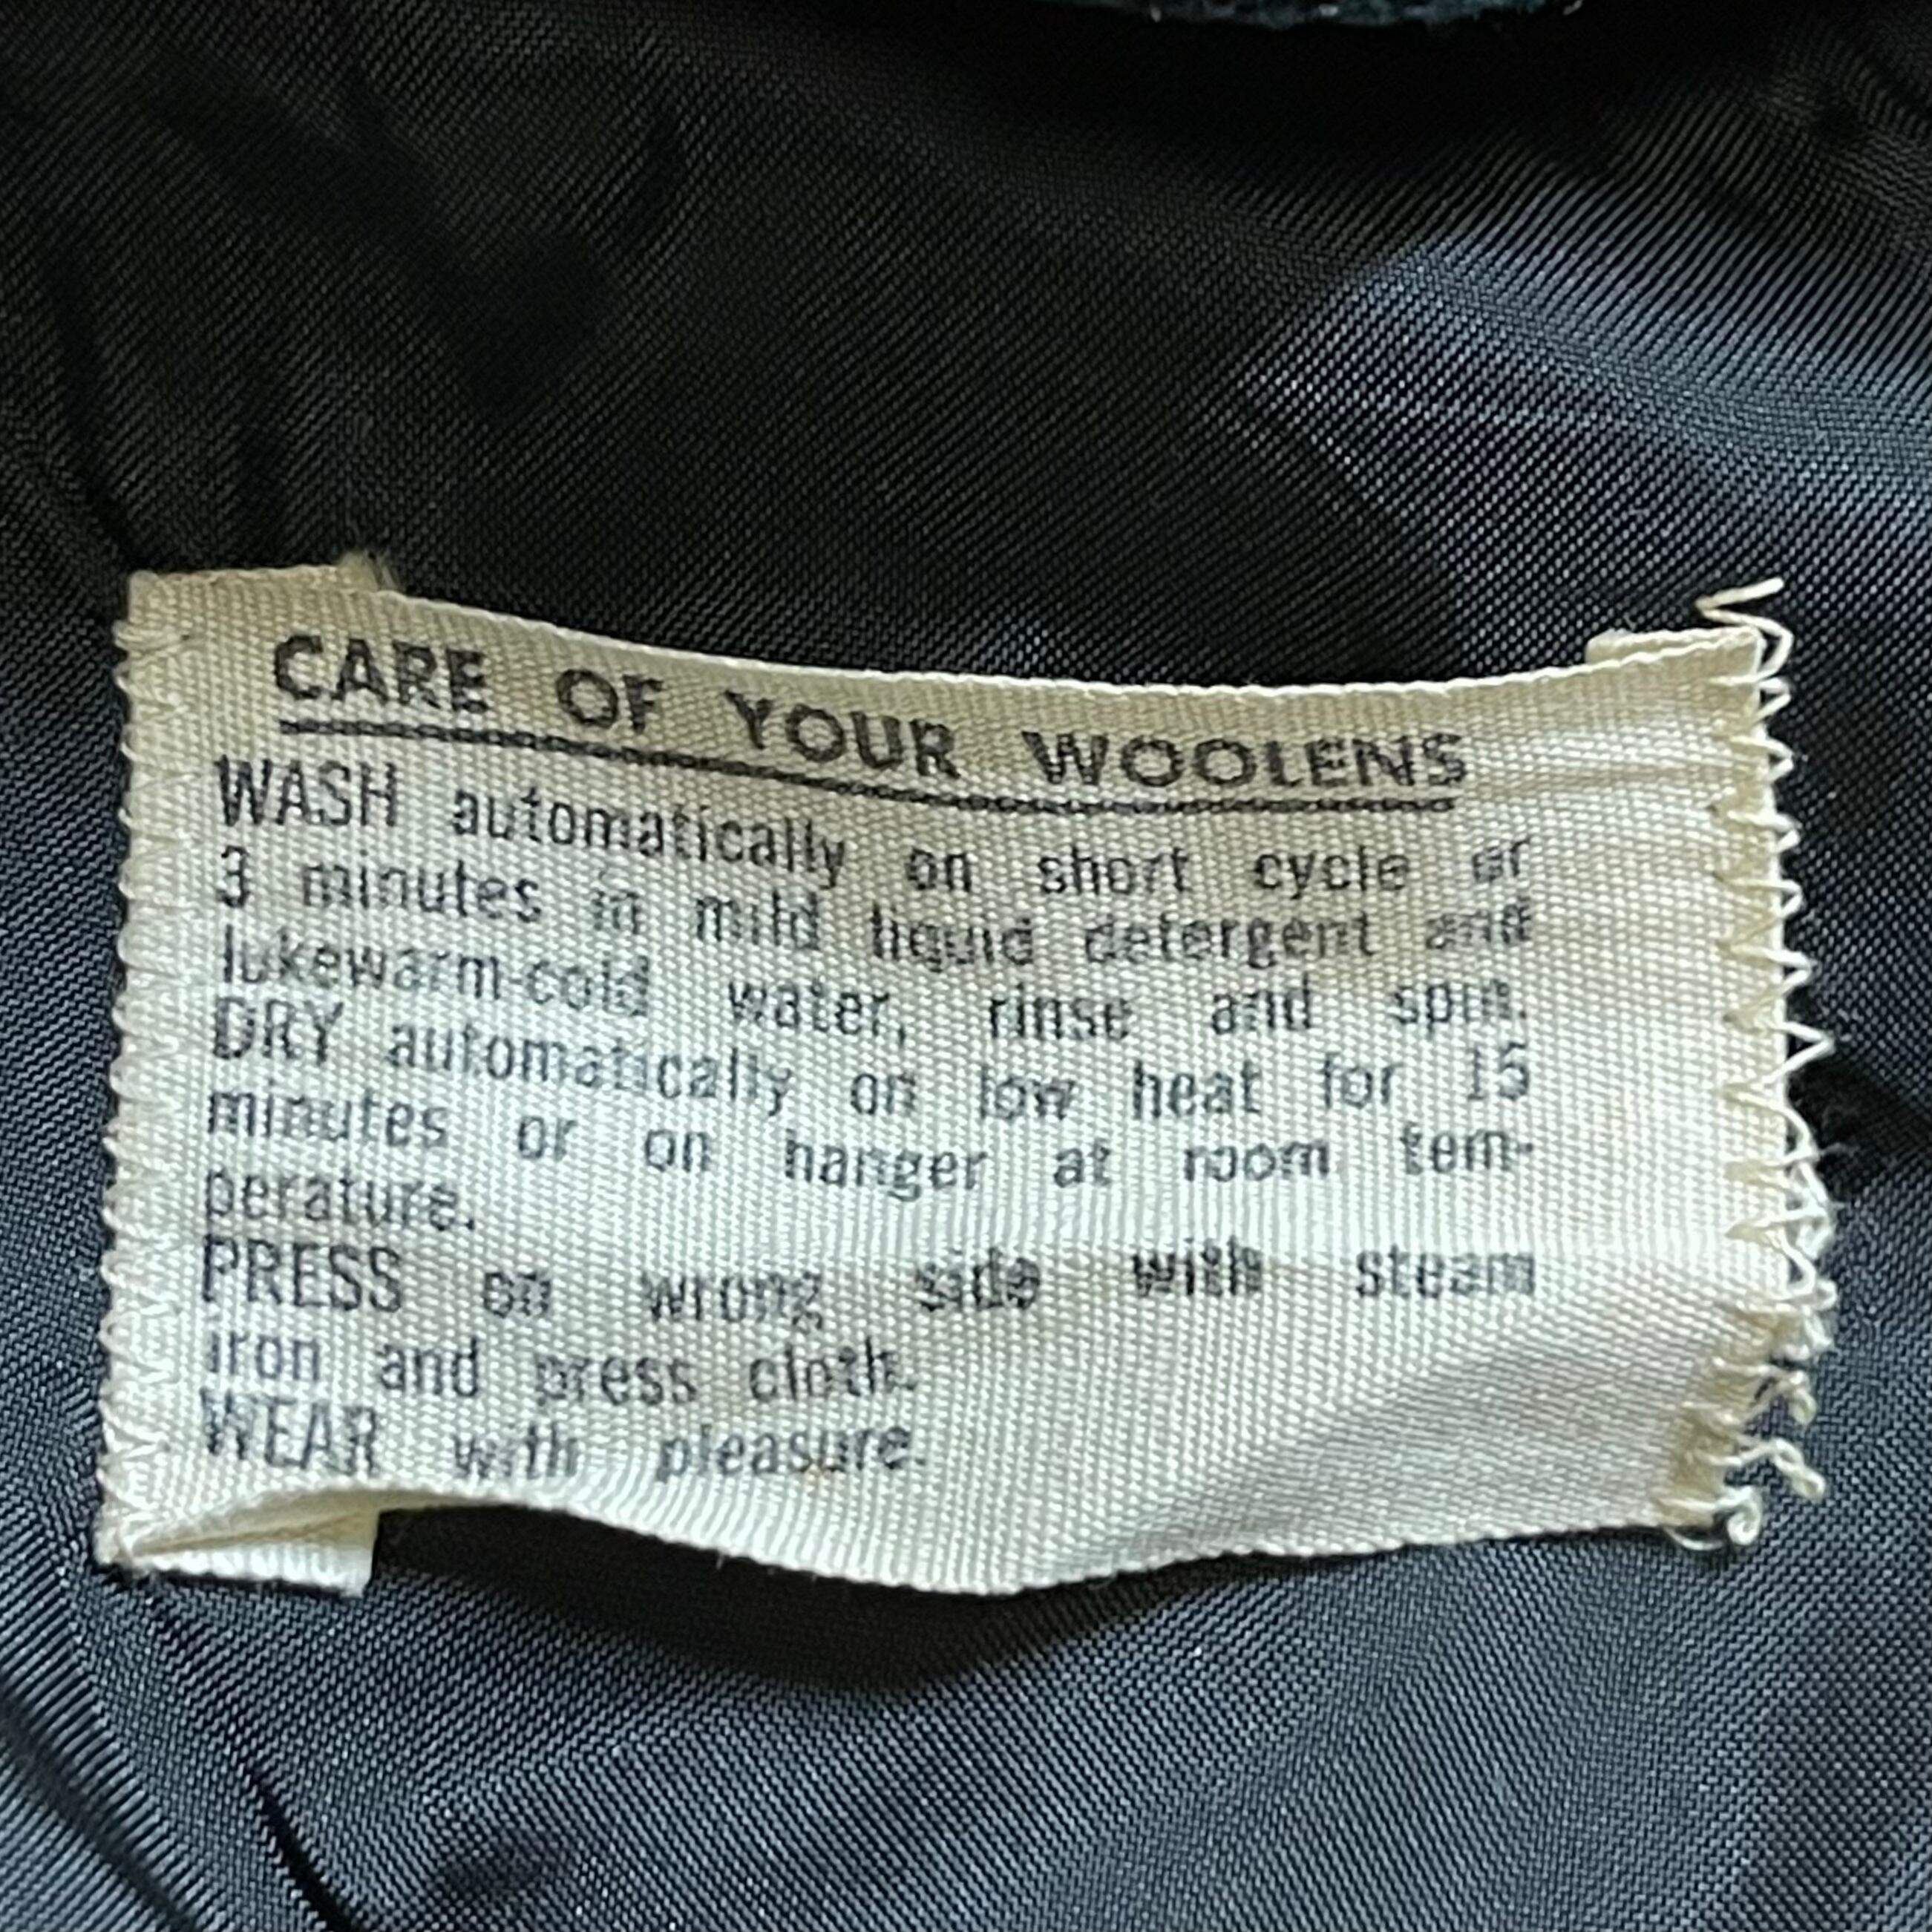 CARE OF YOUR WOOLENS
WASH automatically on short cycle or
3 minutes in mild liquid detergent and
lukewarm-cold water, rinse and spin.
DRY automatically on low heat for 15
minutes or on hanger at room tem-
perature.
PRESS on wrong side with steam
iron and press cloth.
WEAR with pleasure.